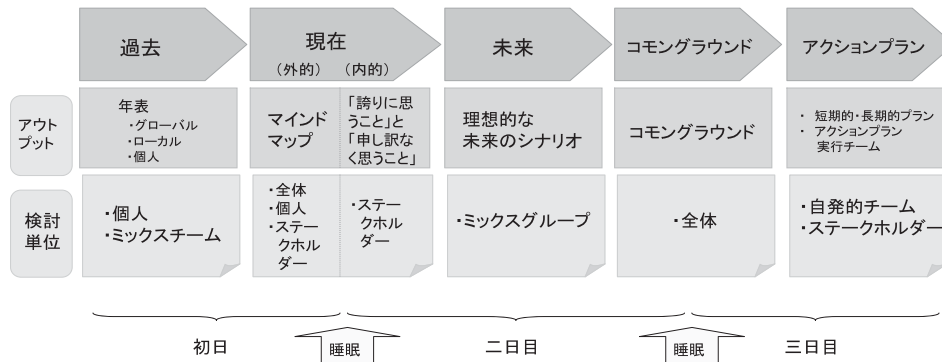 過去
現在
（外的）　（内的）
未来
コモングラウンド
アクションプラン
アウト
プット
年表
・グローバル
・ローカル
・個人
マインド
マップ
「誇りに思
うこと」と
「申し訳な
く思うこと」
理想的な
未来のシナリオ
コモングラウンド
・ 短期的・長期的プラン
・ アクションプラン
実行チーム
検討
単位
・個人
・ミックスチーム
・全体
・個人
・ステー
クホル
ダー
・ステー
クホル
ダー
・ミックスグループ
・全体
・自発的チーム
・ステークホルダー
初日
睡眠
二日目
睡眠
三日目